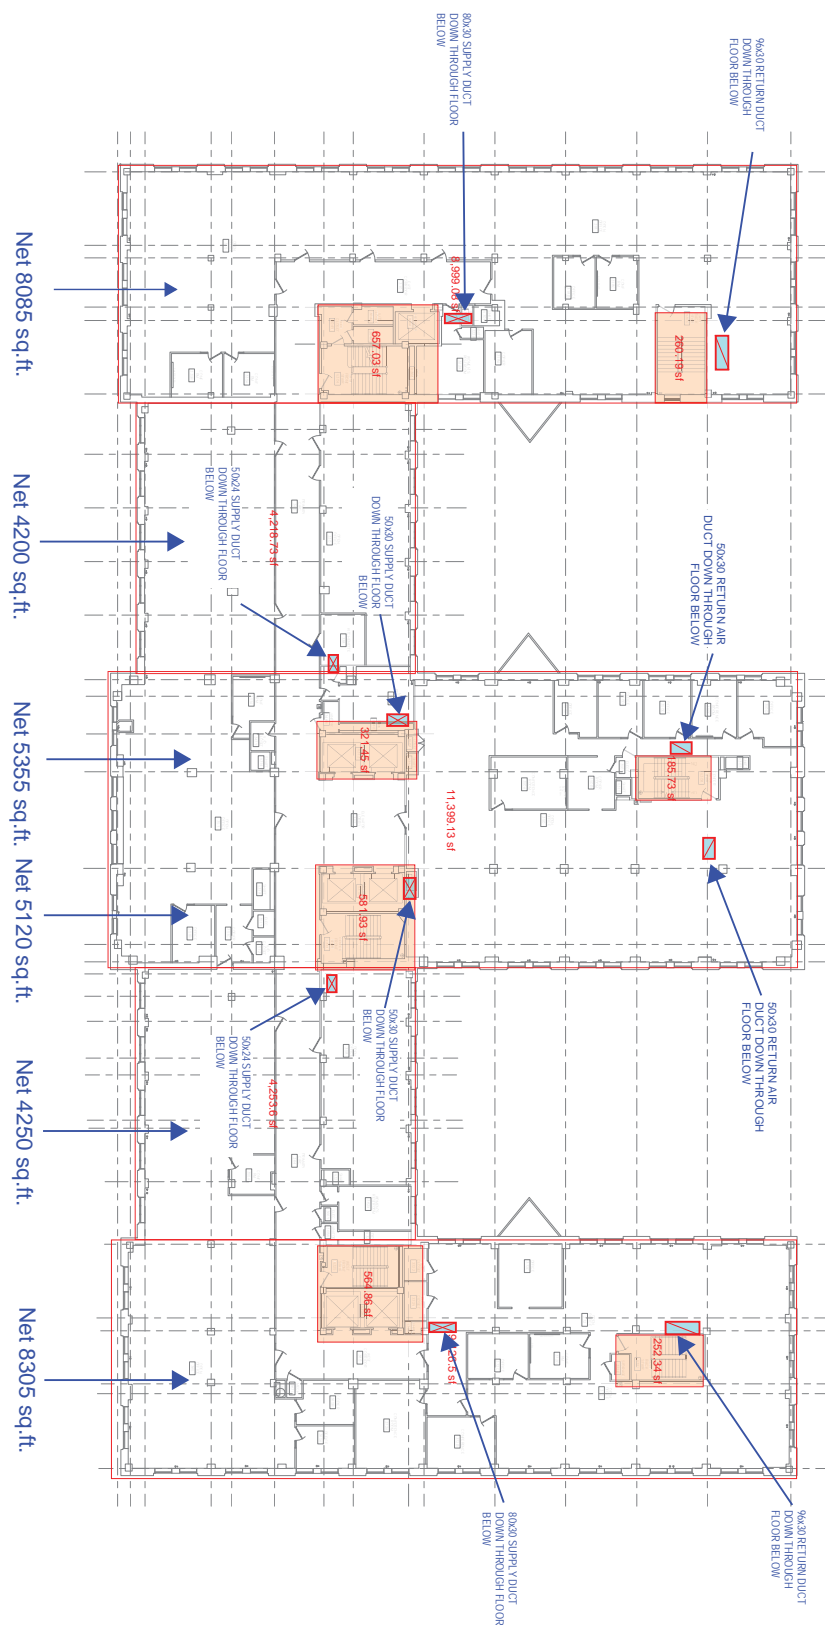 80x30 SUPPLY DUCT
DOWN THROUGH FLOOR
BELOW
96x30 RETURN DUCT
DOWN THROUGH
FLOOR BELOW
Net 8085 sq.ft.
657.03 sf
260.19 sf
Net 4200 sq.ft.
4,218.73 sf
50x24 SUPPLY DUCT
DOWN THROUGH FLOOR
BELOW
50x30 SUPPLY DUCT
DOWN THROUGH FLOOR
BELOW
50x30 RETURN AIR
DUCT DOWN THROUGH
FLOOR BELOW
Net 5355 sq.ft.
321.45 sf
185.73 sf
11,399.13 sf
Net 5120 sq.ft.
581.93 sf
50x24 SUPPLY DUCT
DOWN THROUGH FLOOR
BELOW
50x30 SUPPLY DUCT
DOWN THROUGH FLOOR
BELOW
50x30 RETURN AIR
DUCT DOWN THROUGH
FLOOR BELOW
Net 4250 sq.ft.
4,253.6 sf
564.86 sf
252.34 sf
Net 8305 sq.ft.
80x30 SUPPLY DUCT
DOWN THROUGH FLOOR
BELOW
96x30 RETURN DUCT
DOWN THROUGH
FLOOR BELOW